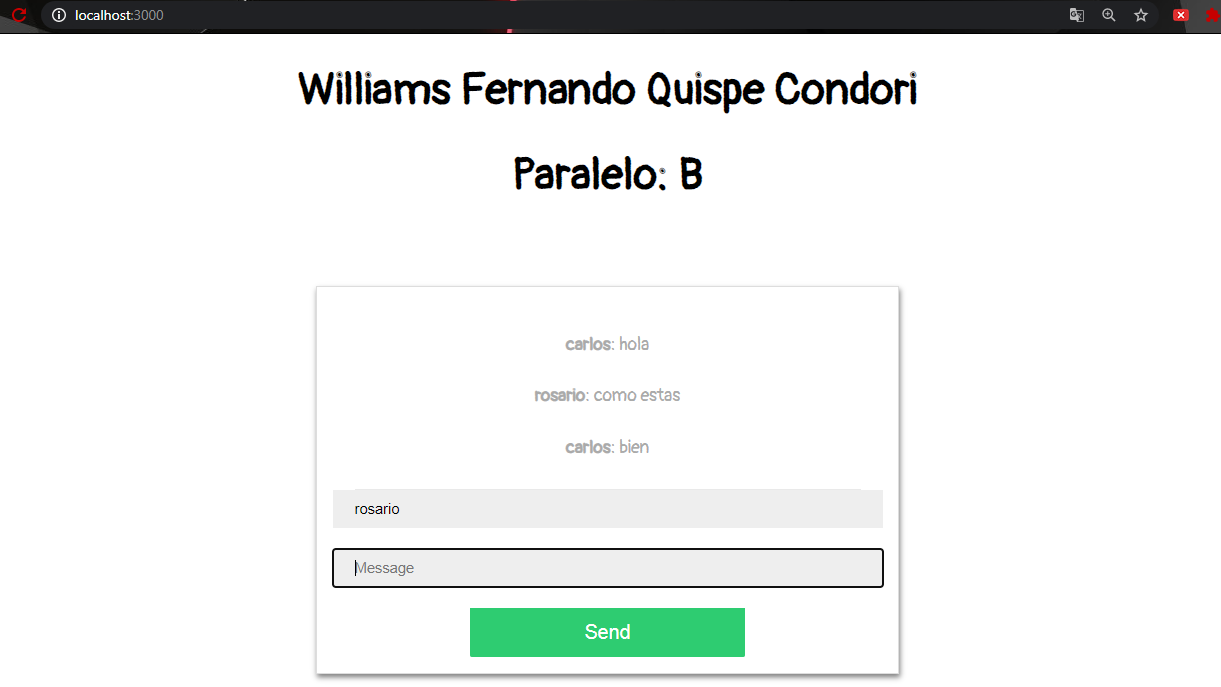 localhost:3000
Williams Fernando Quispe Condori
Paralelo: B
carlos: hola
rosario: como estas
carlos: bien
rosario
Message
Send